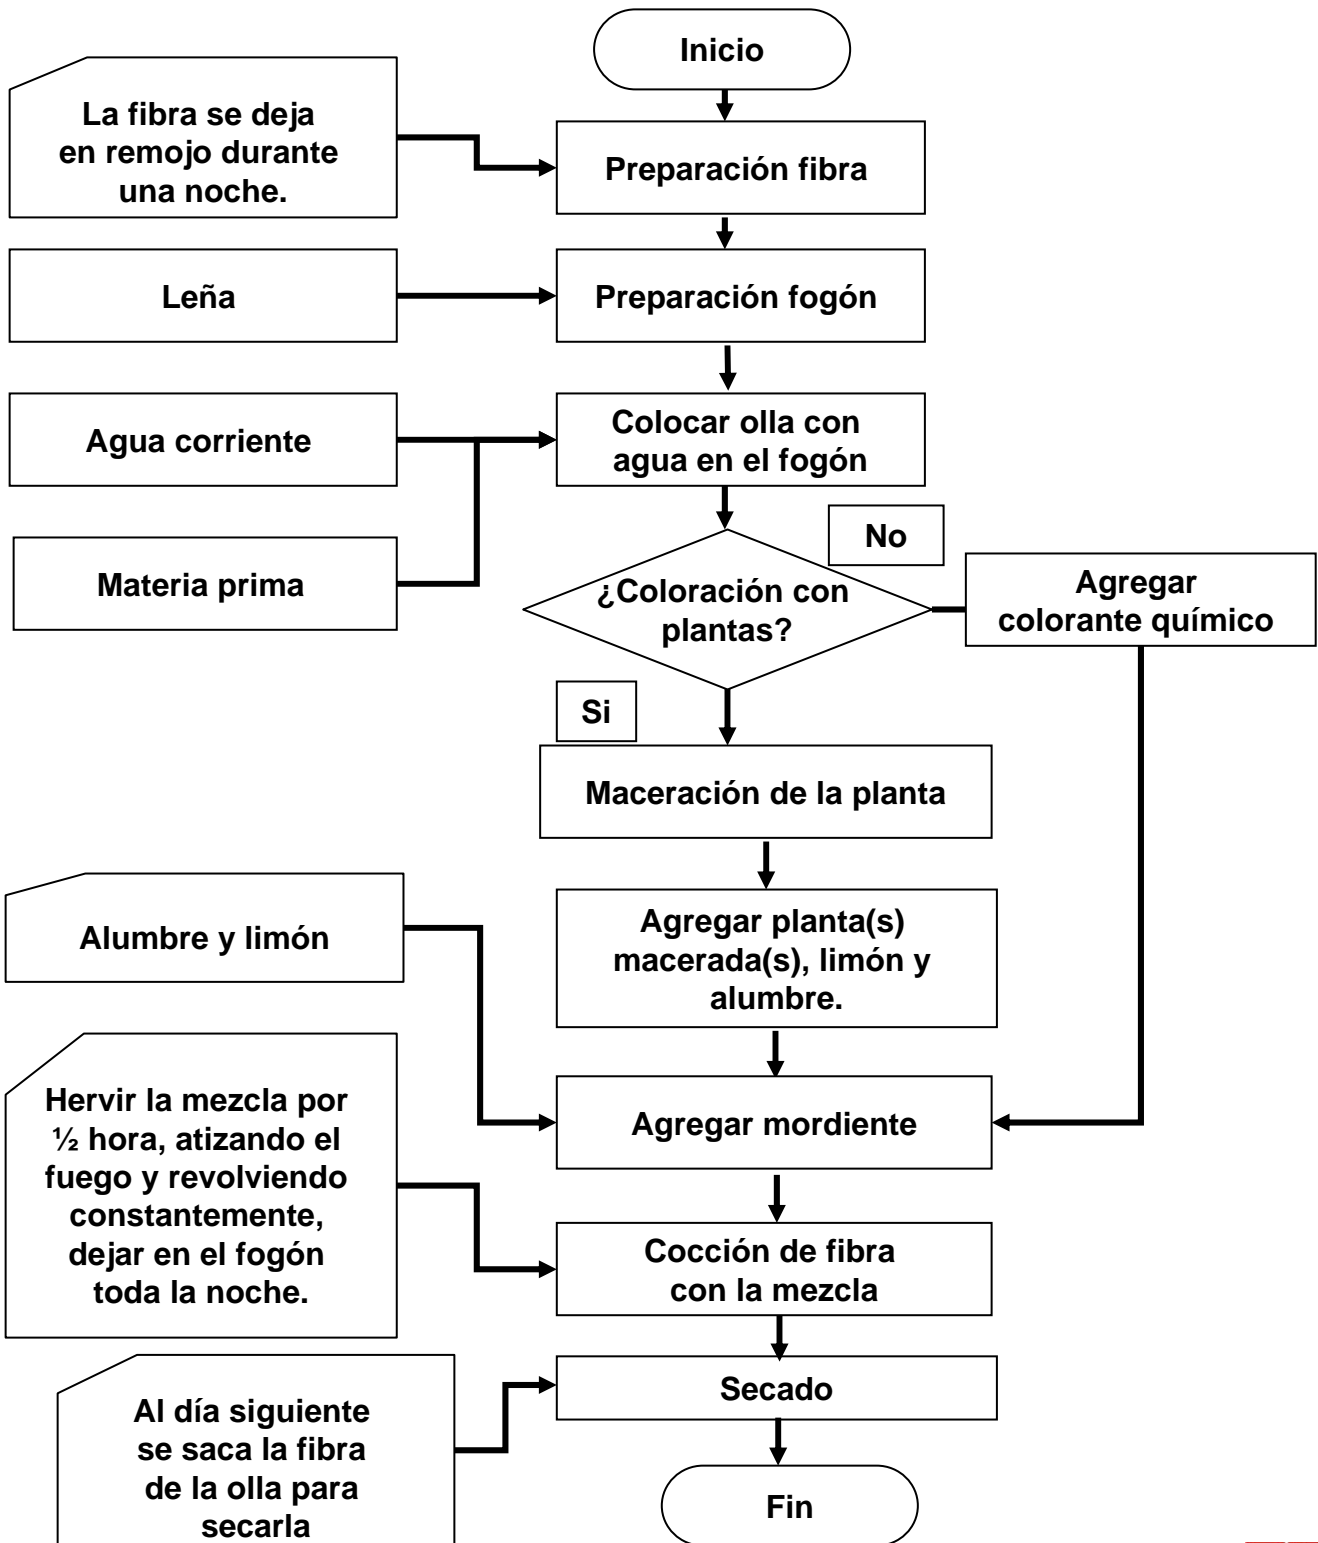 Inicio
La fibra se deja
en remojo durante
una noche.
Preparación fibra
Leña
Preparación fogón
Agua corriente
Colocar olla con
agua en el fogón
Materia prima
No
¿Coloración con
plantas?
Agregar
colorante químico
Si
Maceración de la planta
Alumbre y limón
Agregar planta(s)
macerada(s), limón y
alumbre.
Hervir la mezcla por
½ hora, atizando el
fuego y revolviendo
constantemente,
dejar en el fogón
toda la noche.
Agregar mordiente
Cocción de fibra
con la mezcla
Al día siguiente
se saca la fibra
de la olla para
secarla
Secado
Fin